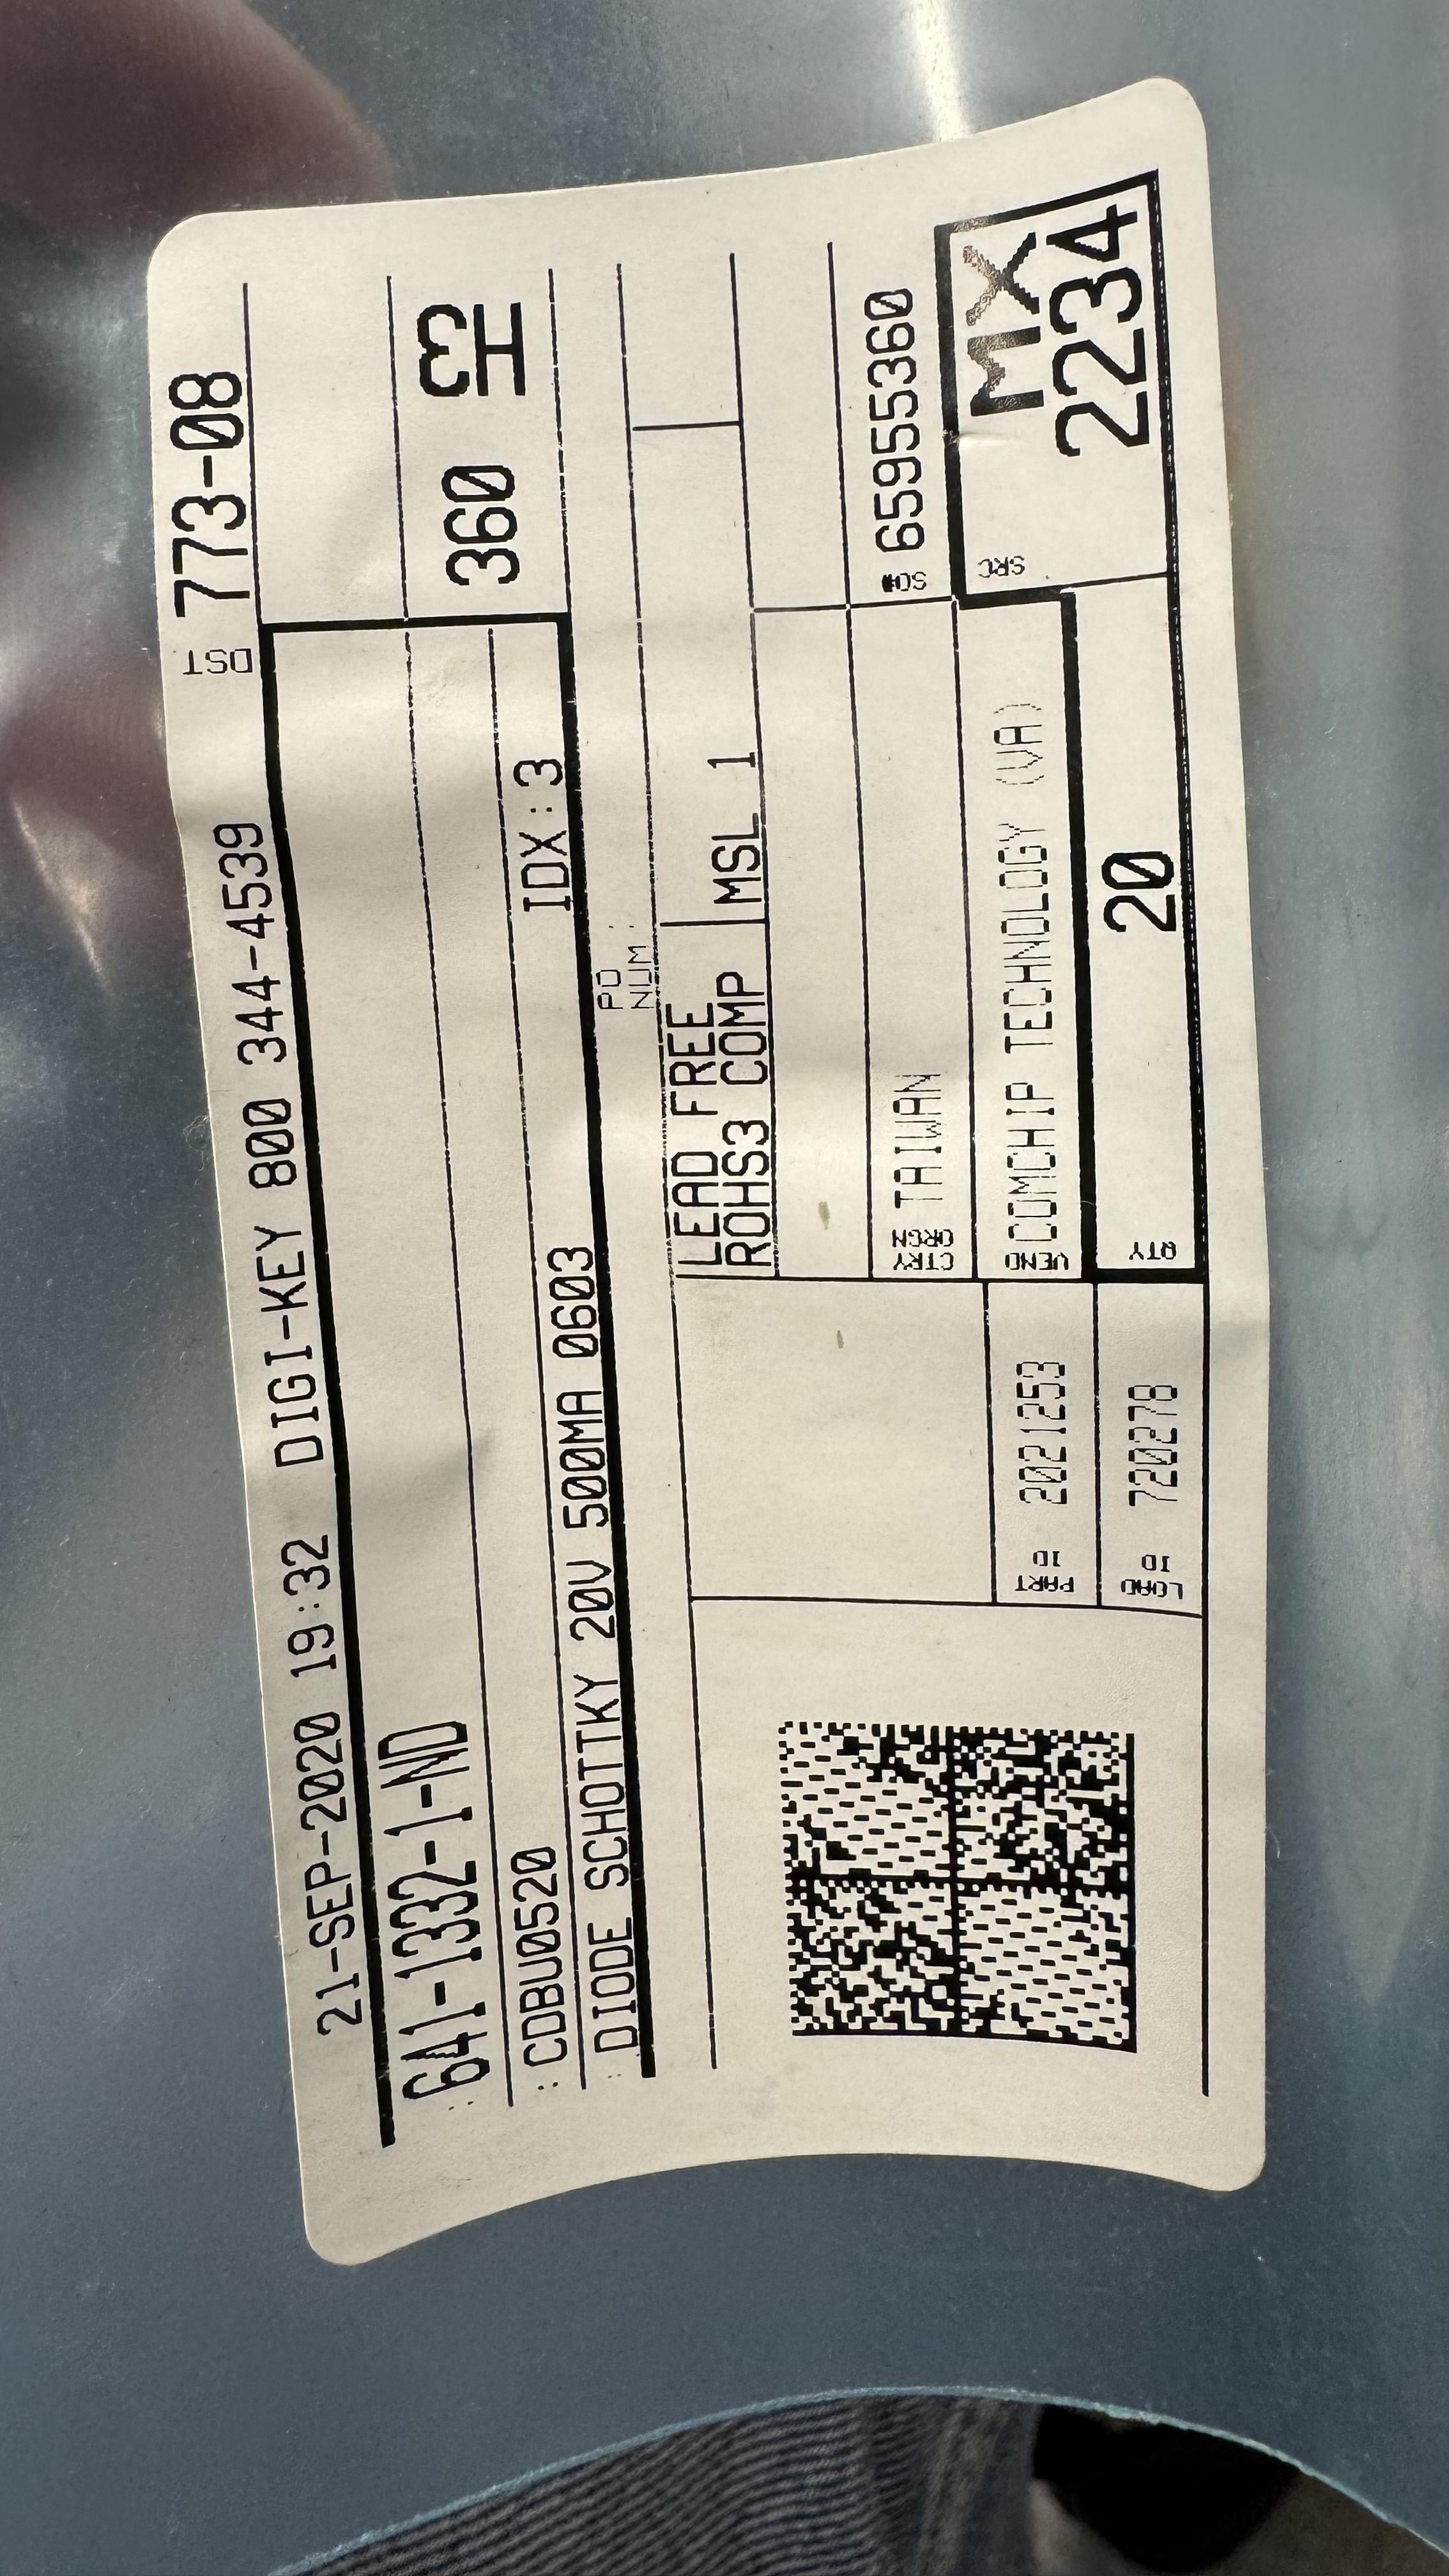 21-SEP-2020 19:32 DIGI-KEY 800 344-4539 DST 773-08
:641-1332-1-ND
360
:CDBU0520 IDX:3
:DIODE SCHOTTKY 20V 500MA 0603
PO
NUM:
LEAD FREE
ROHS3 COMP MSL 1
CTRY
ORGN TAIWAN SO# 65955360
PART
ID 2021253 VEND COMCHIP TECHNOLOGY (VA) SRC MX
2234
LOAD
ID 720278 QTY 20